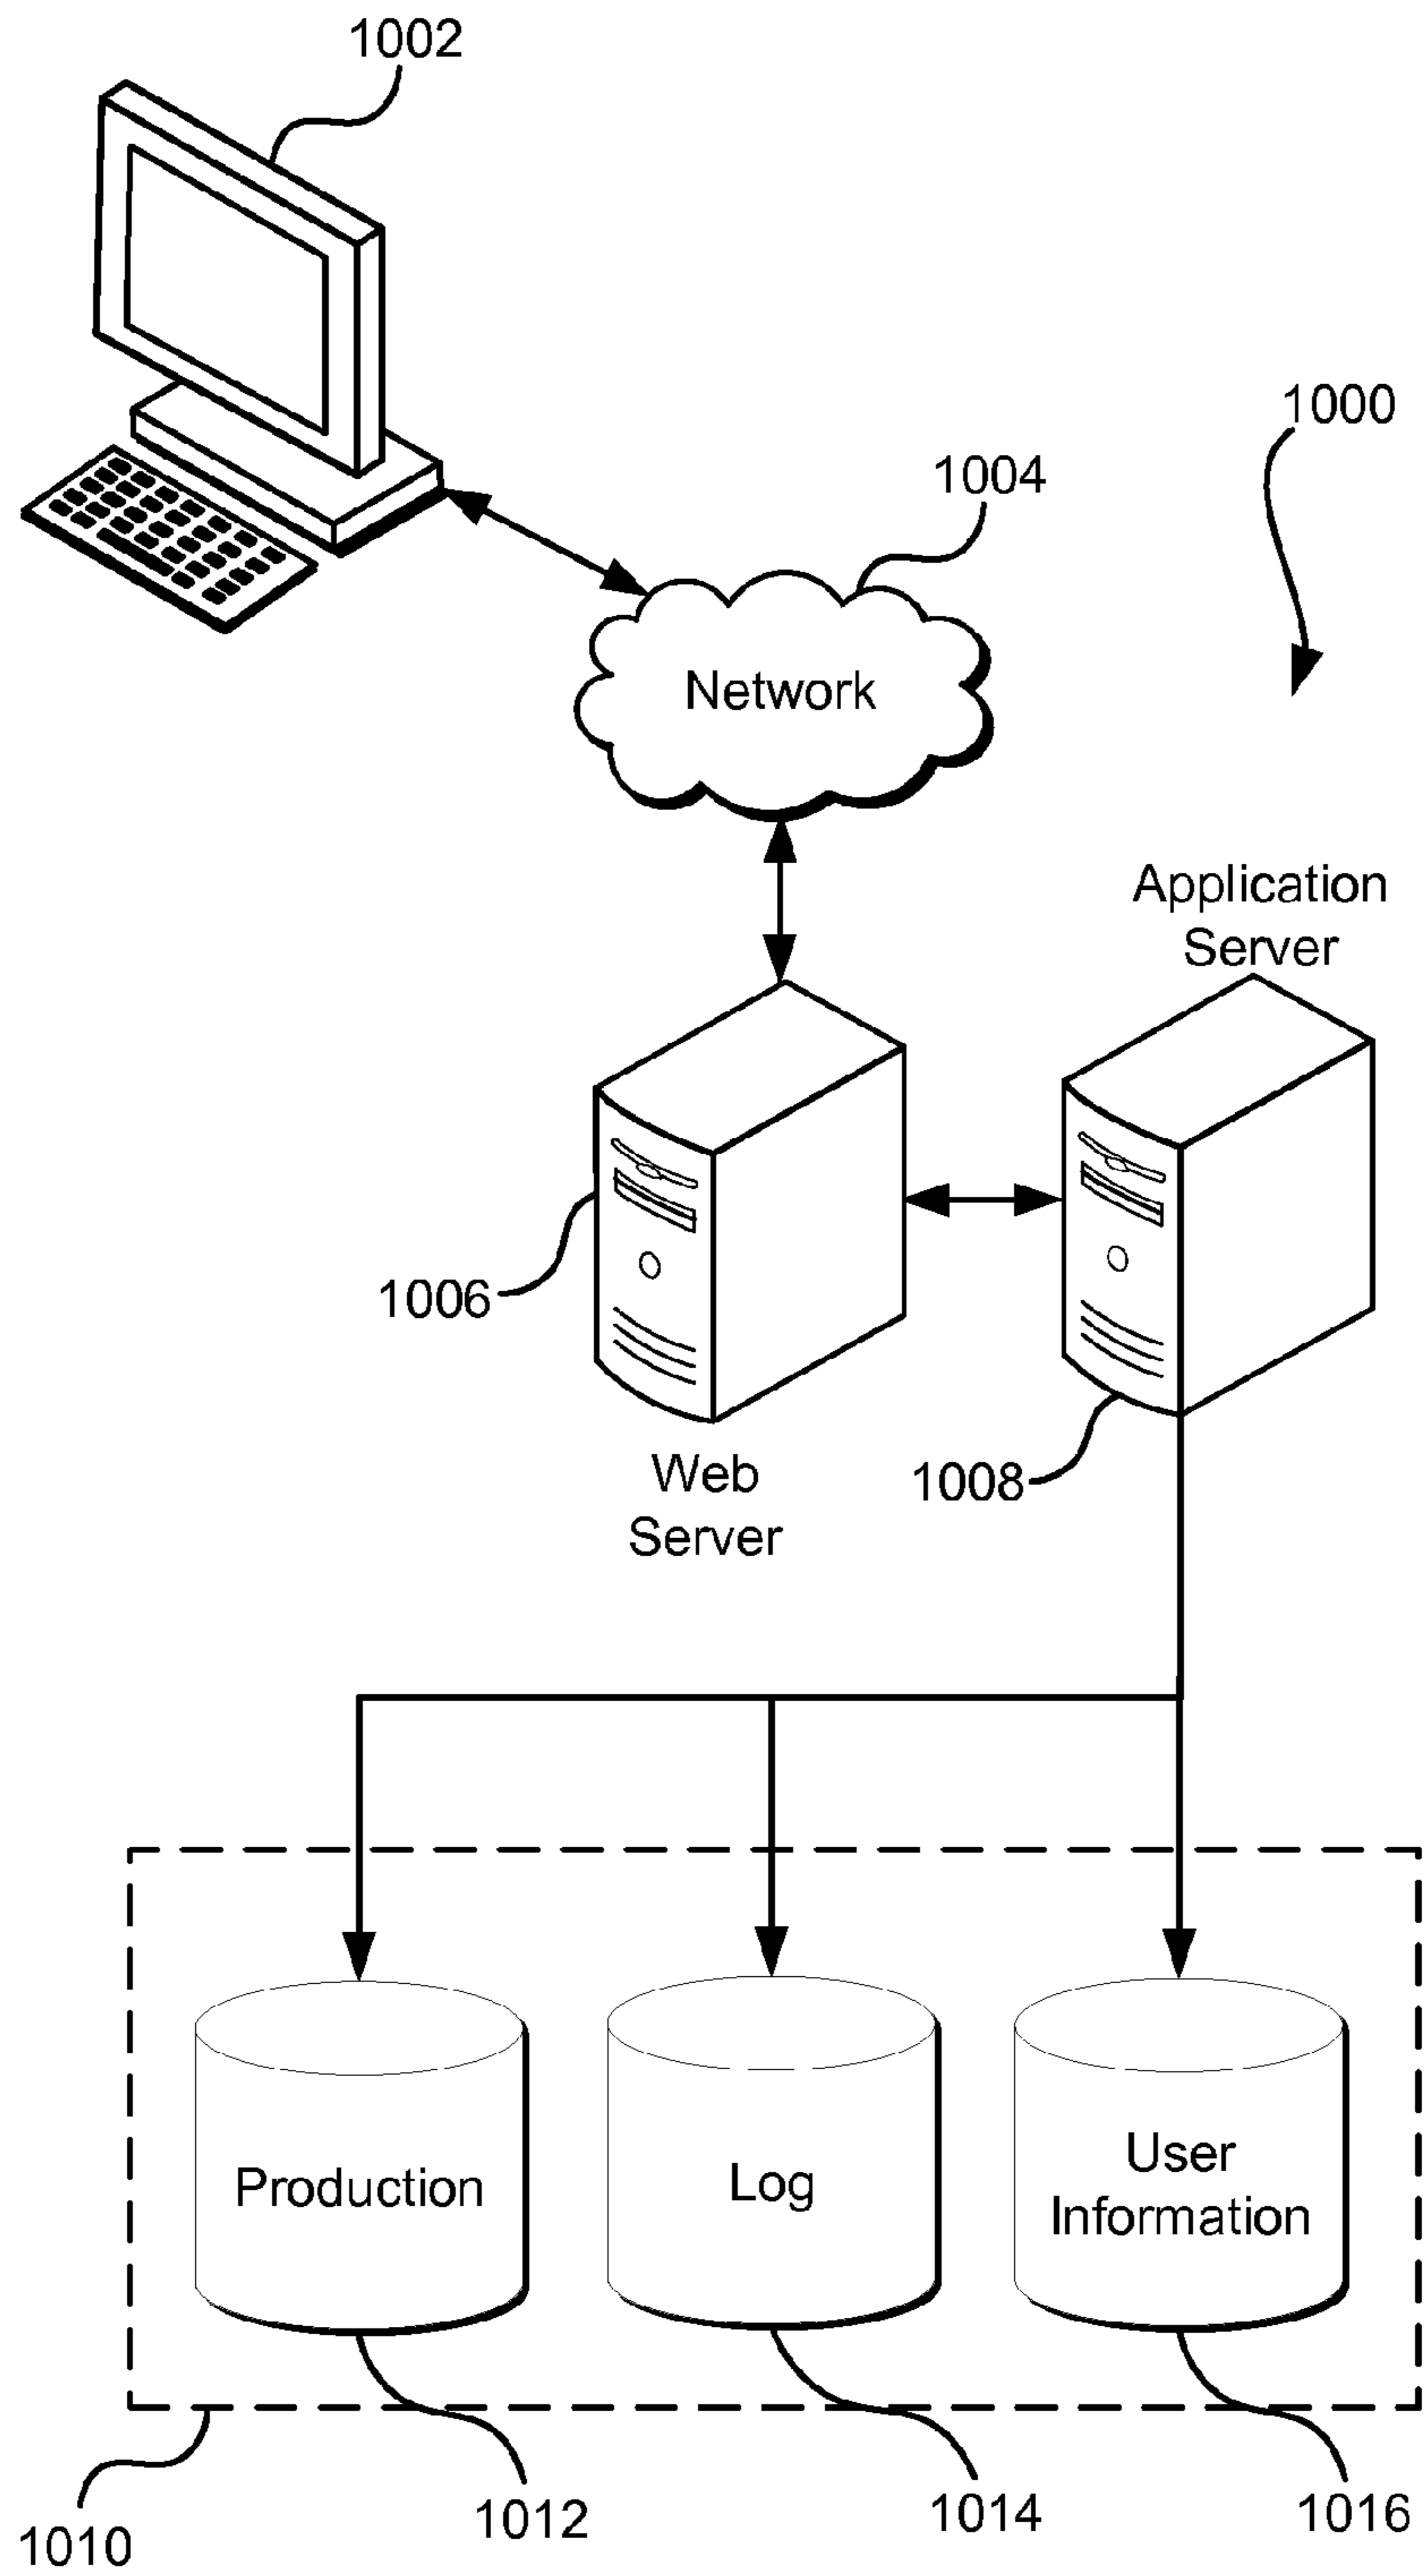 1002
1000
1004
Network
Application
Server
1006
1008
Web
Server
Production
Log
User
Information
1010
1012
1014
1016